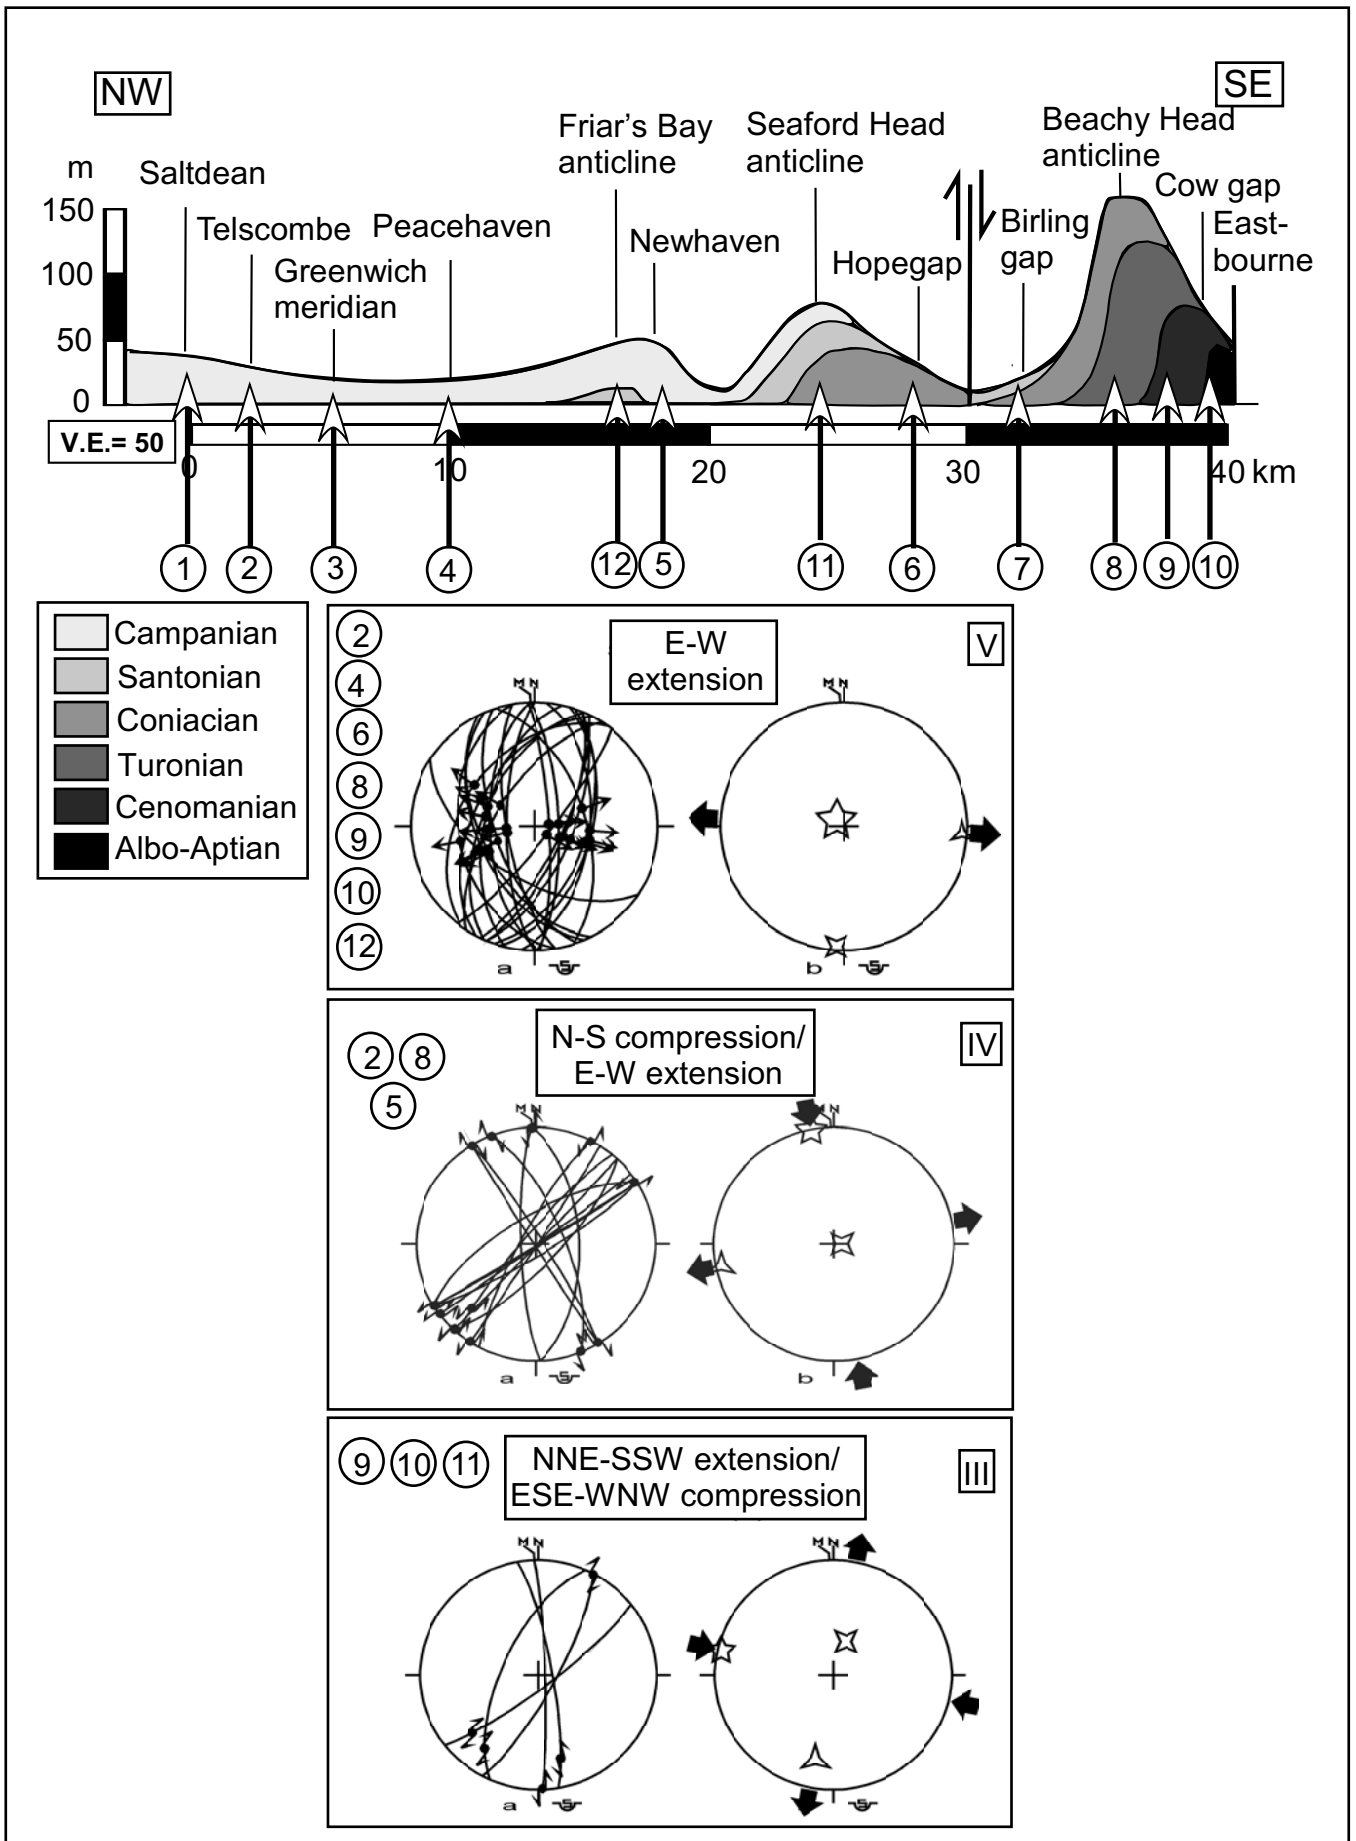 NW
SE
m
150
100
50
0
Saltdean
Telscombe
Greenwich
meridian
Peacehaven
Friar's Bay
anticline
Newhaven
Seaford Head
anticline
Hopegap
Birling
gap
Beachy Head
anticline
Cow gap
East-
bourne
V.E.= 50
0
10
20
30
40 km
1
2
3
4
12
5
11
6
7
8
9
10
Campanian
Santonian
Coniacian
Turonian
Cenomanian
Albo-Aptian
2
4
6
8
9
10
12
E-W
extension
V
M N
M N
a
S
b
S
2 8
5
N-S compression/
E-W extension
IV
M N
M N
a
S
b
9 10 11
NNE-SSW extension/
ESE-WNW compression
III
M N
M N
a
S
S